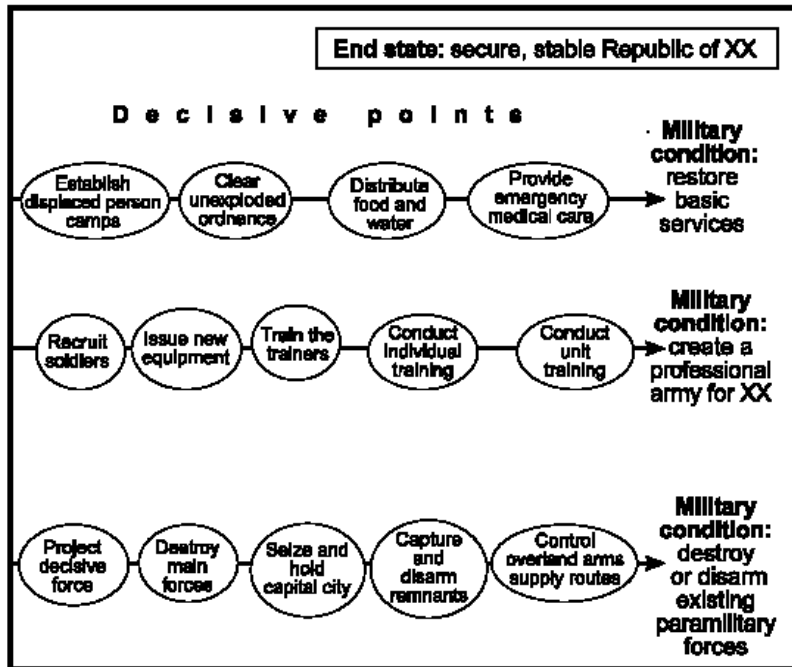 End state: secure, stable Republic of XX
Decisive points
Establish
displaced person
camps
Clear
unexploded
ordnance
Distribute
food and
water
Provide
emergency
medical care
Military
condition:
restore
basic
services
Recruit
soldiers
Issue new
equipment
Train the
trainers
Conduct
individual
training
Conduct
unit
training
Military
condition:
create a
professional
army for XX
Project
decisive
force
Destroy
main
forces
Seize and
hold
capital city
Capture
and
disarm
remnants
Control
overland arms
supply routes
Military
condition:
destroy
or disarm
existing
paramilitary
forces